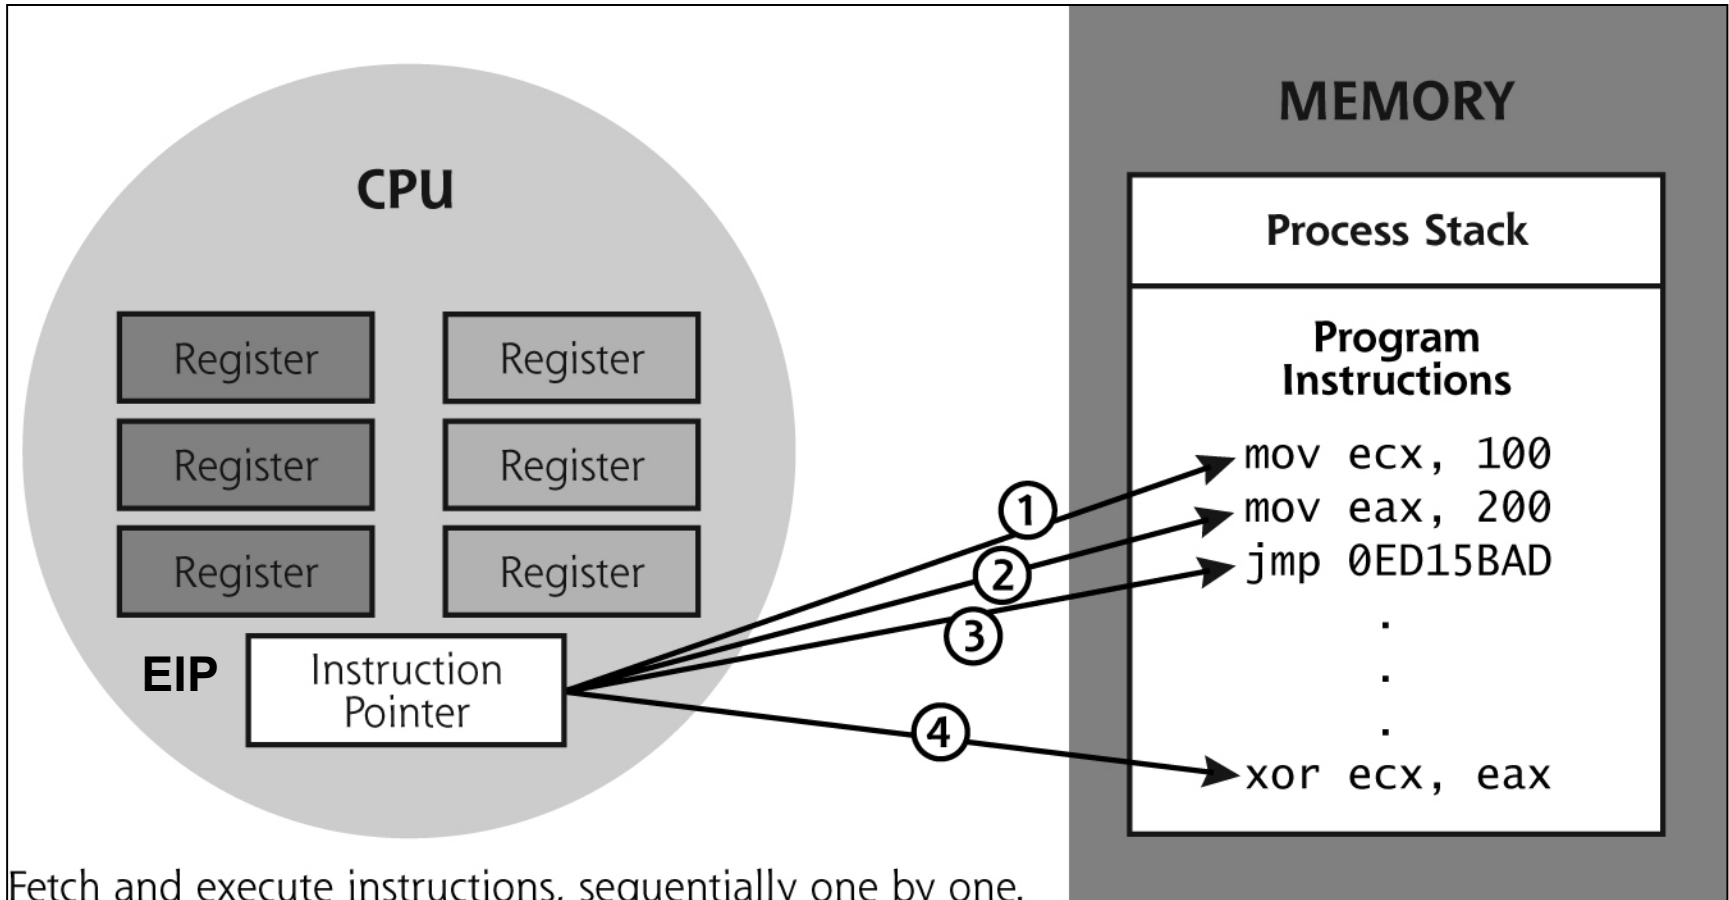 CPU
Register
Register
Register
Register
Register
Register
EIP
Instruction
Pointer
1
2
3
4
MEMORY
Process Stack
Program
Instructions
mov ecx, 100
mov eax, 200
jmp 0ED15BAD
.
.
.
xor ecx, eax
Fetch and execute instructions, sequentially one by one.